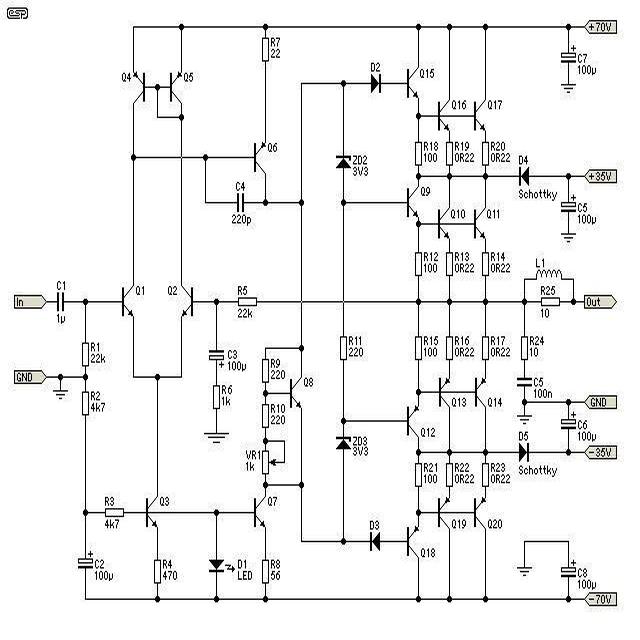 esp
+70V
R7
22
Q4
Q5
D2
Q15
C7
100µ
Q16
Q17
Q6
ZD2
3V3
R18
100
R19
0R22
R20
0R22
D4
Schottky
+35V
C4
220p
Q9
Q10
Q11
C5
100µ
R12
100
R13
0R22
R14
0R22
L1
In
C1
1µ
Q1
Q2
R5
22k
R25
10
Out
R1
22k
C3
100µ
R11
220
R15
100
R16
0R22
R17
0R22
R24
10
GND
R9
220
Q8
R6
1k
R2
4k7
R10
220
C5
100n
GND
Q13
Q14
Q12
ZD3
3V3
C6
100µ
VR1
1k
D5
Schottky
-35V
R21
100
R22
0R22
R23
0R22
R3
4k7
Q3
Q7
D3
Q18
Q19
Q20
C2
100µ
R4
470
D1
LED
R8
56
C8
100µ
-70V